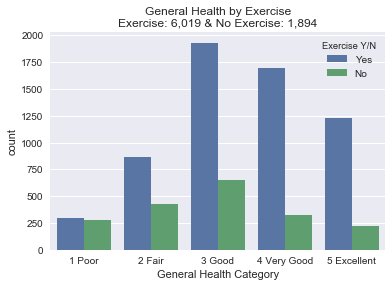 General Health by Exercise
Exercise: 6,019 & No Exercise: 1,894
Exercise Y/N
Yes
No
2000
1750
1500
1250
1000
750
500
250
0
count
1 Poor 2 Fair 3 Good 4 Very Good 5 Excellent
General Health Category